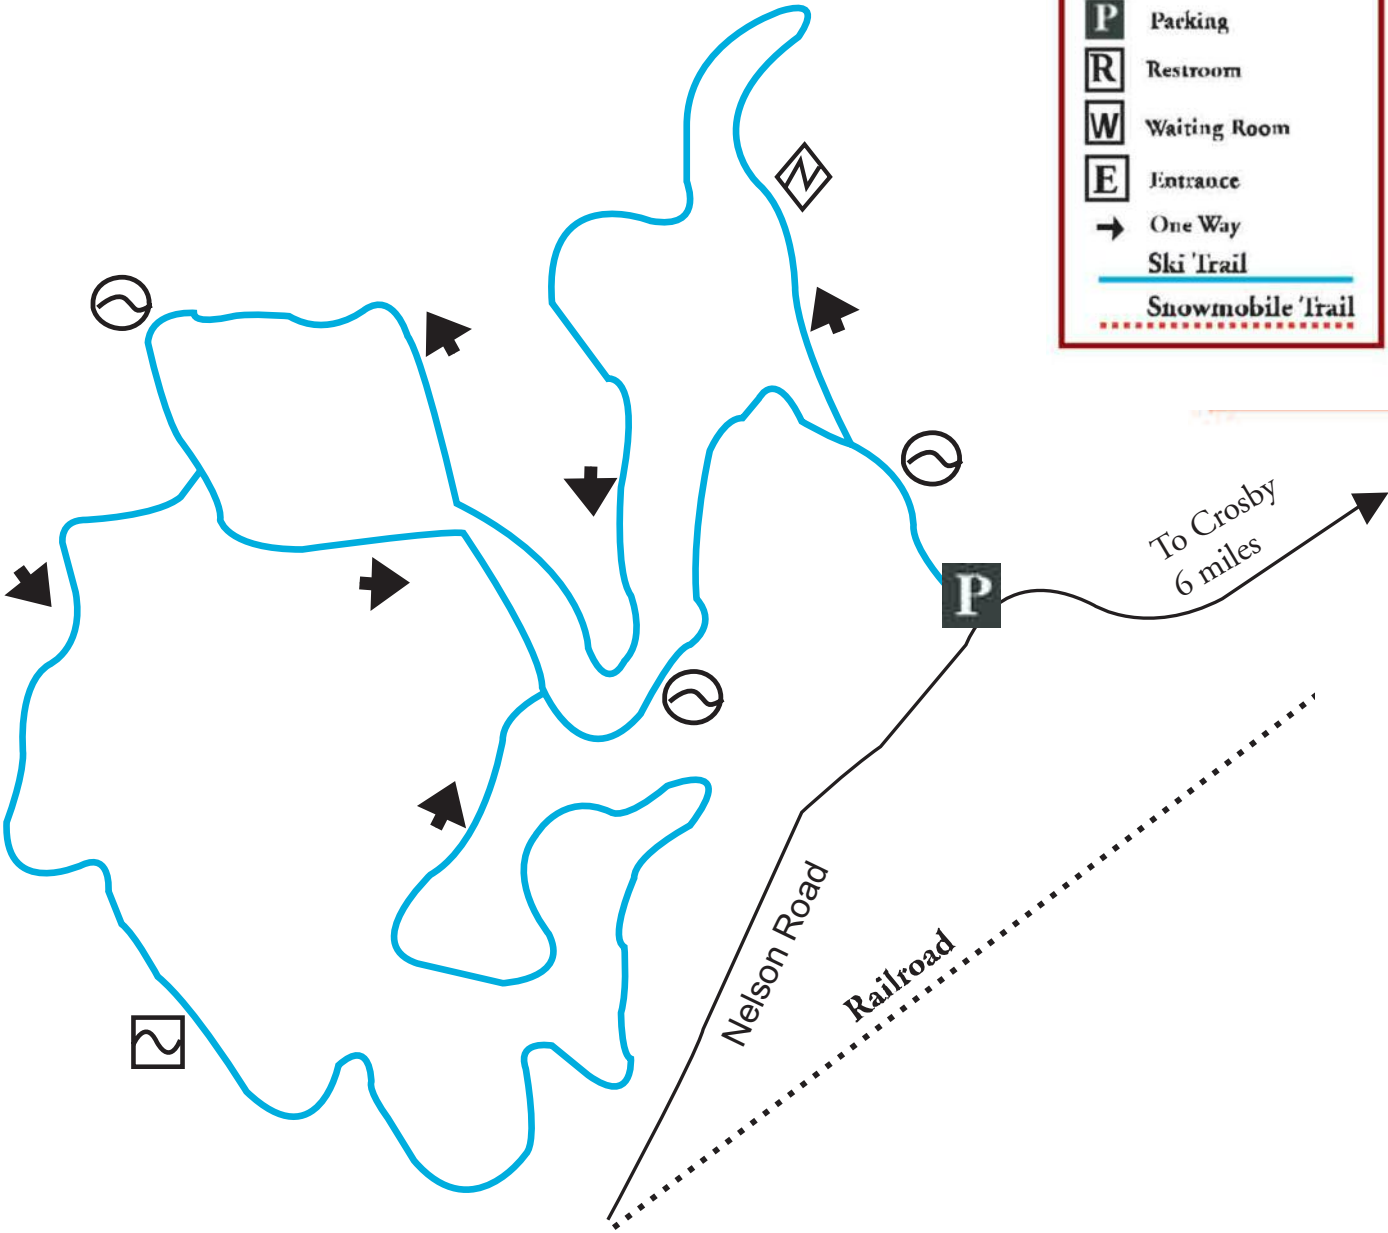 P Parking
R Restroom
W Waiting Room
E Entrance
One Way
Ski Trail
Snowmobile Trail
To Crosby
6 miles
P
Nelson Road
Railroad